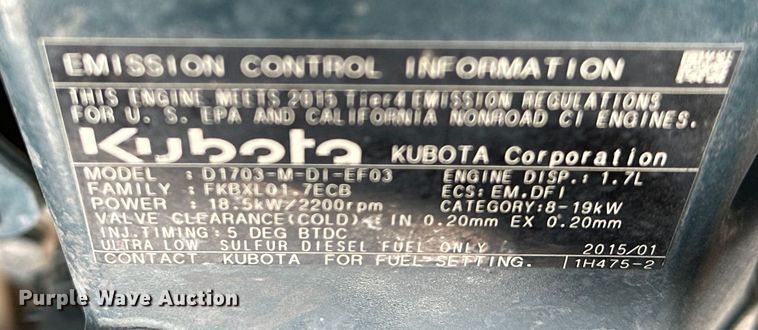 EMISSION CONTROL INFORMATION
THIS ENGINE MEETS 2015 Tier4 EMISSION REGULATIONS
FOR U. S. EPA AND CALIFORNIA NONROAD CI ENGINES.
Kubota KUBOTA Corporation
MODEL : D1703-M-DI-EF03 ENGINE DISP.: 1.7L
FAMILY : FKBXL01.7ECB ECS: EM.DFI
POWER : 18.5kW/2200rpm CATEGORY:8-19kW
VALVE CLEARANCE(COLD): IN 0.20mm EX 0.20mm
INJ.TIMING: 5 DEG BTDC
ULTRA LOW SULFUR DIESEL FUEL ONLY 2015/01
CONTACT KUBOTA FOR FUEL SETTING. 1H475-2
Purple Wave Auction